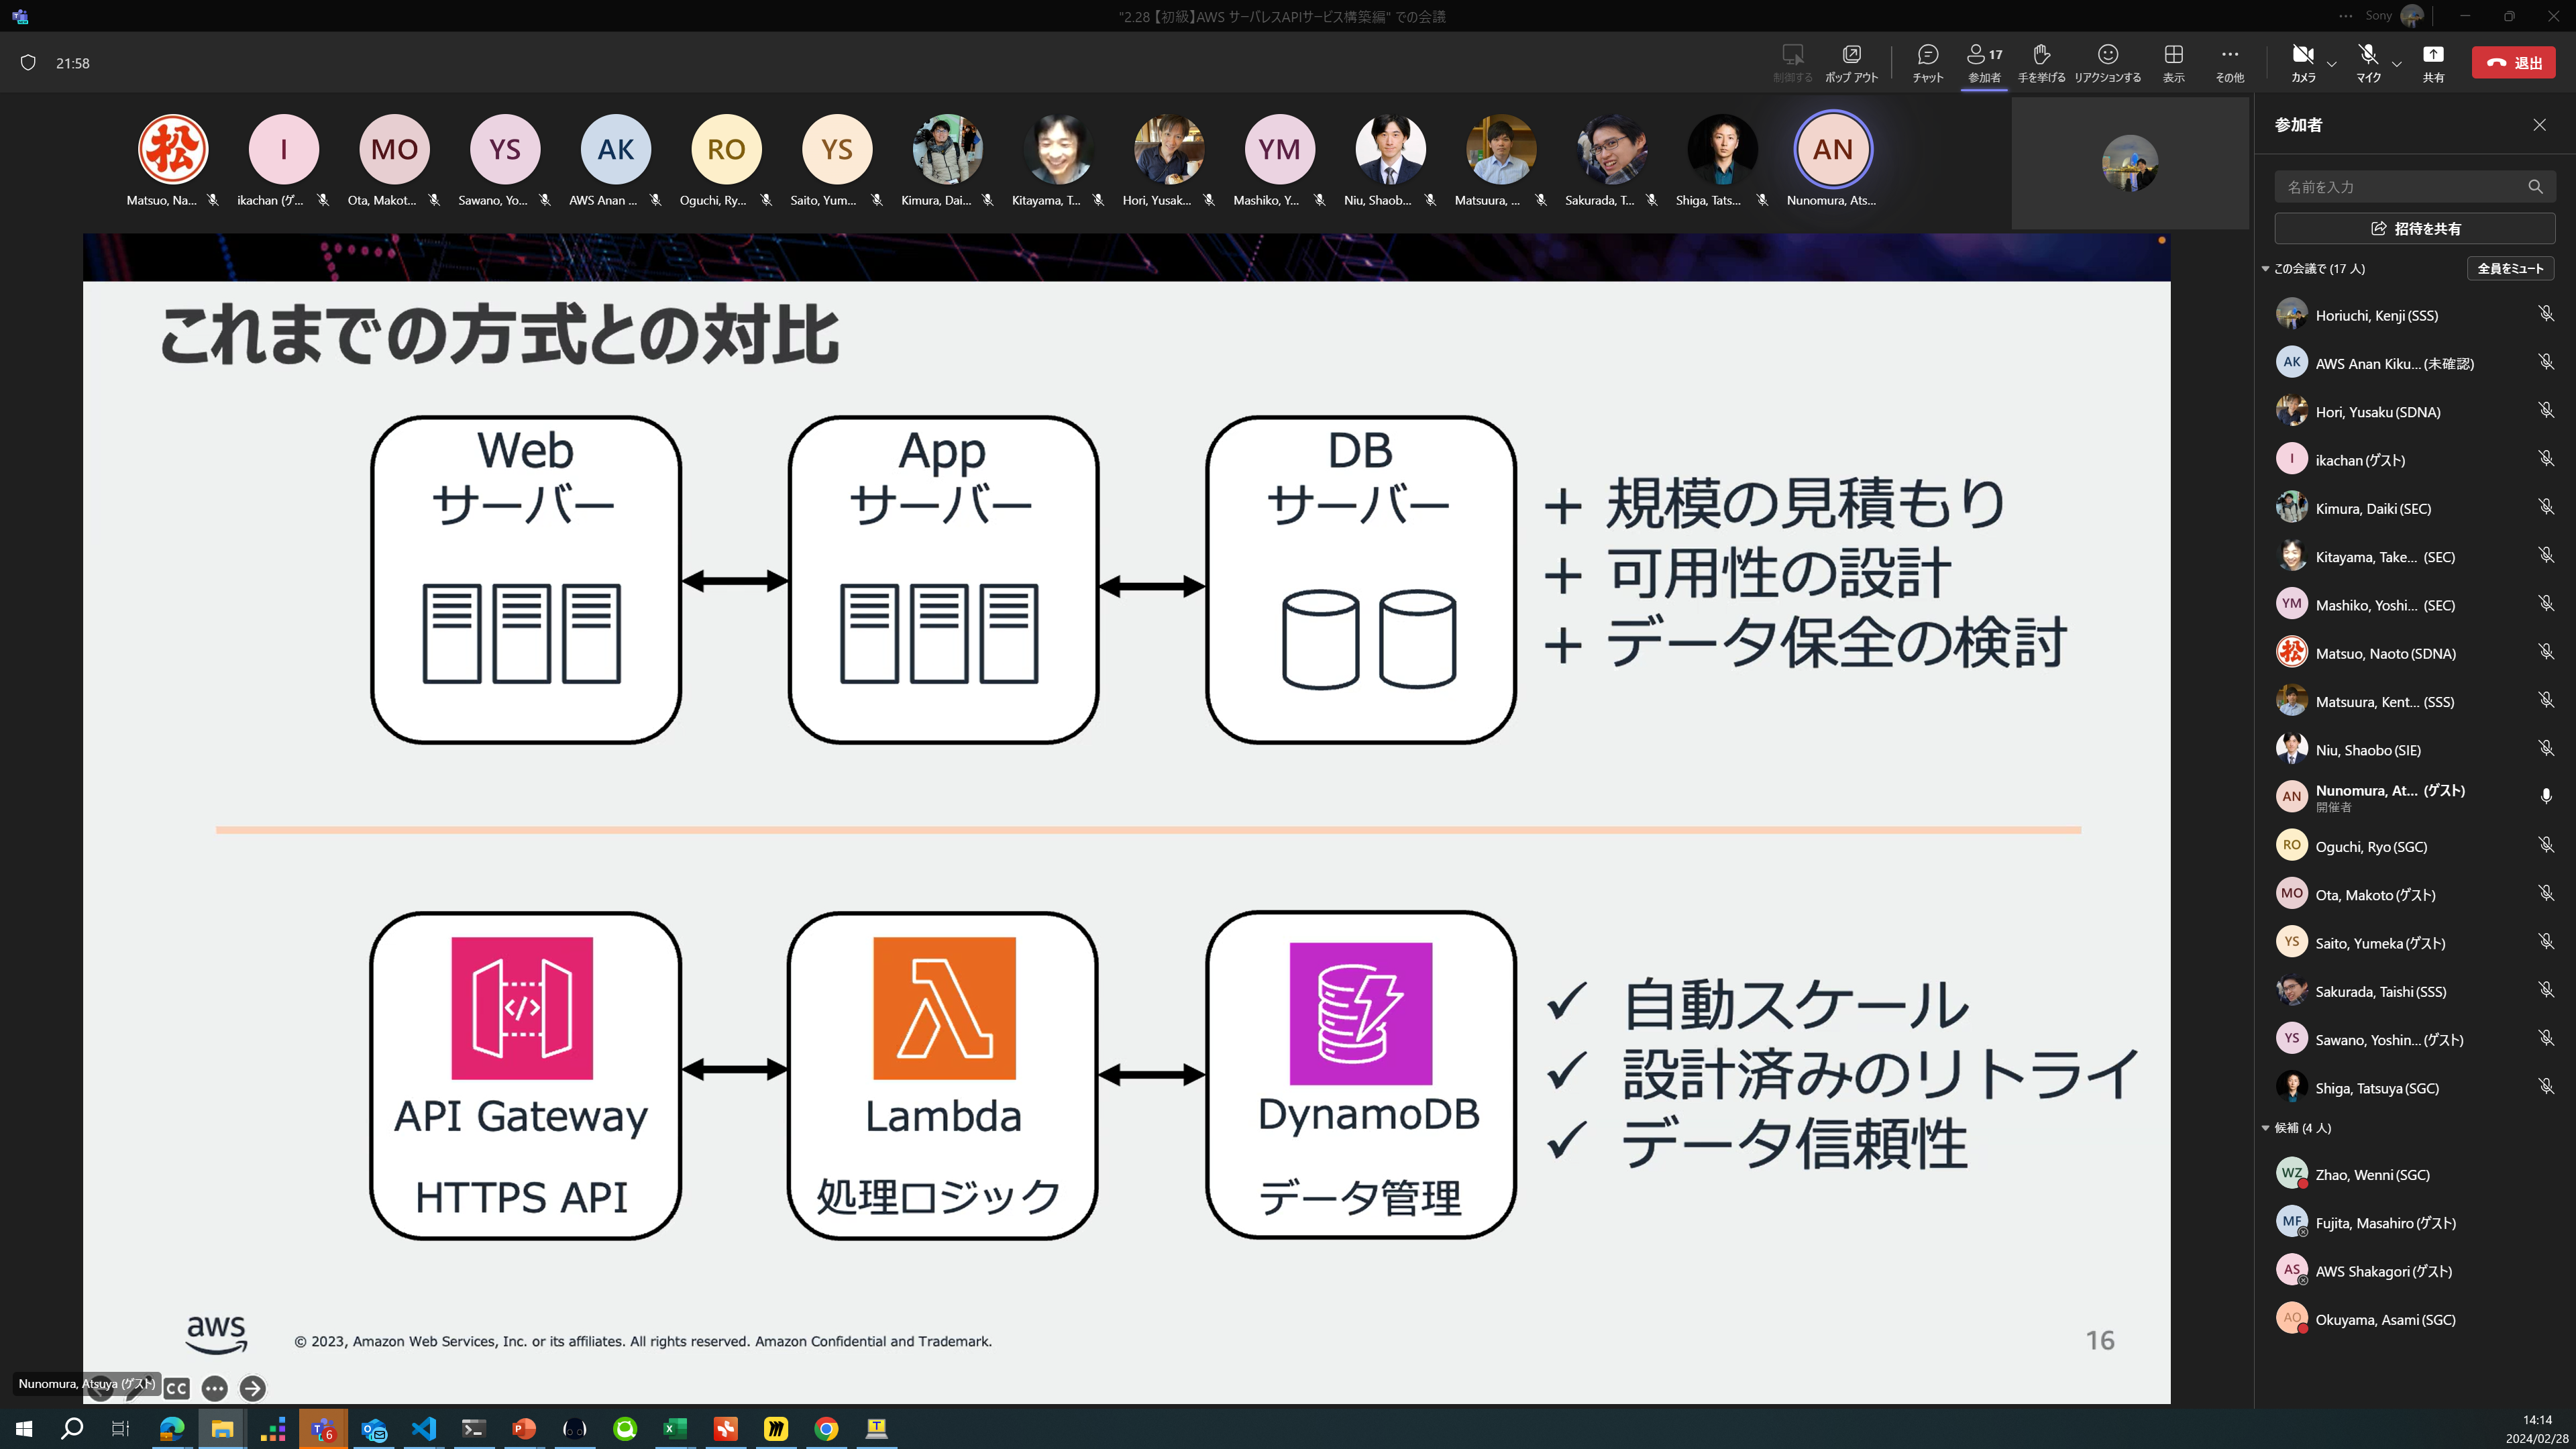 "2.28 【初級】AWS サーバレスAPIサービス構築編" での会議
Sony
21:58
制御する
ポップ アウト
チャット
17
参加者
手を挙げる
リアクションする
表示
その他
カメラ
マイク
共有
退出
松
I
MO
YS
AK
RO
YS
YM
AN
Matsuo, Na...
ikachan (ゲ...
Ota, Makot...
Sawano, Yo...
AWS Anan ...
Oguchi, Ry...
Saito, Yum...
Kimura, Dai...
Kitayama, T...
Hori, Yusak...
Mashiko, Y...
Niu, Shaob...
Matsuura, ...
Sakurada, T...
Shiga, Tats...
Nunomura, Ats...
これまでの方式との対比
Web
サーバー
App
サーバー
DB
サーバー
+ 規模の見積もり
+ 可用性の設計
+ データ保全の検討
API Gateway
HTTPS API
Lambda
処理ロジック
DynamoDB
データ管理
✓ 自動スケール
✓ 設計済みのリトライ
✓ データ信頼性
aws
© 2023, Amazon Web Services, Inc. or its affiliates. All rights reserved. Amazon Confidential and Trademark.
16
Nunomura, Atsuya (ゲスト)
CC
参加者
名前を入力
招待を共有
この会議で (17 人)
全員をミュート
Horiuchi, Kenji (SSS)
AK
AWS Anan Kiku... (未確認)
Hori, Yusaku (SDNA)
I
ikachan (ゲスト)
Kimura, Daiki (SEC)
Kitayama, Take... (SEC)
YM
Mashiko, Yoshi... (SEC)
松
Matsuo, Naoto (SDNA)
Matsuura, Kent... (SSS)
Niu, Shaobo (SIE)
AN
Nunomura, At... (ゲスト)
開催者
RO
Oguchi, Ryo (SGC)
MO
Ota, Makoto (ゲスト)
YS
Saito, Yumeka (ゲスト)
Sakurada, Taishi (SSS)
YS
Sawano, Yoshin... (ゲスト)
Shiga, Tatsuya (SGC)
候補 (4 人)
WZ
Zhao, Wenni (SGC)
MF
Fujita, Masahiro (ゲスト)
AS
AWS Shakagori (ゲスト)
AO
Okuyama, Asami (SGC)
6
14:14
2024/02/28